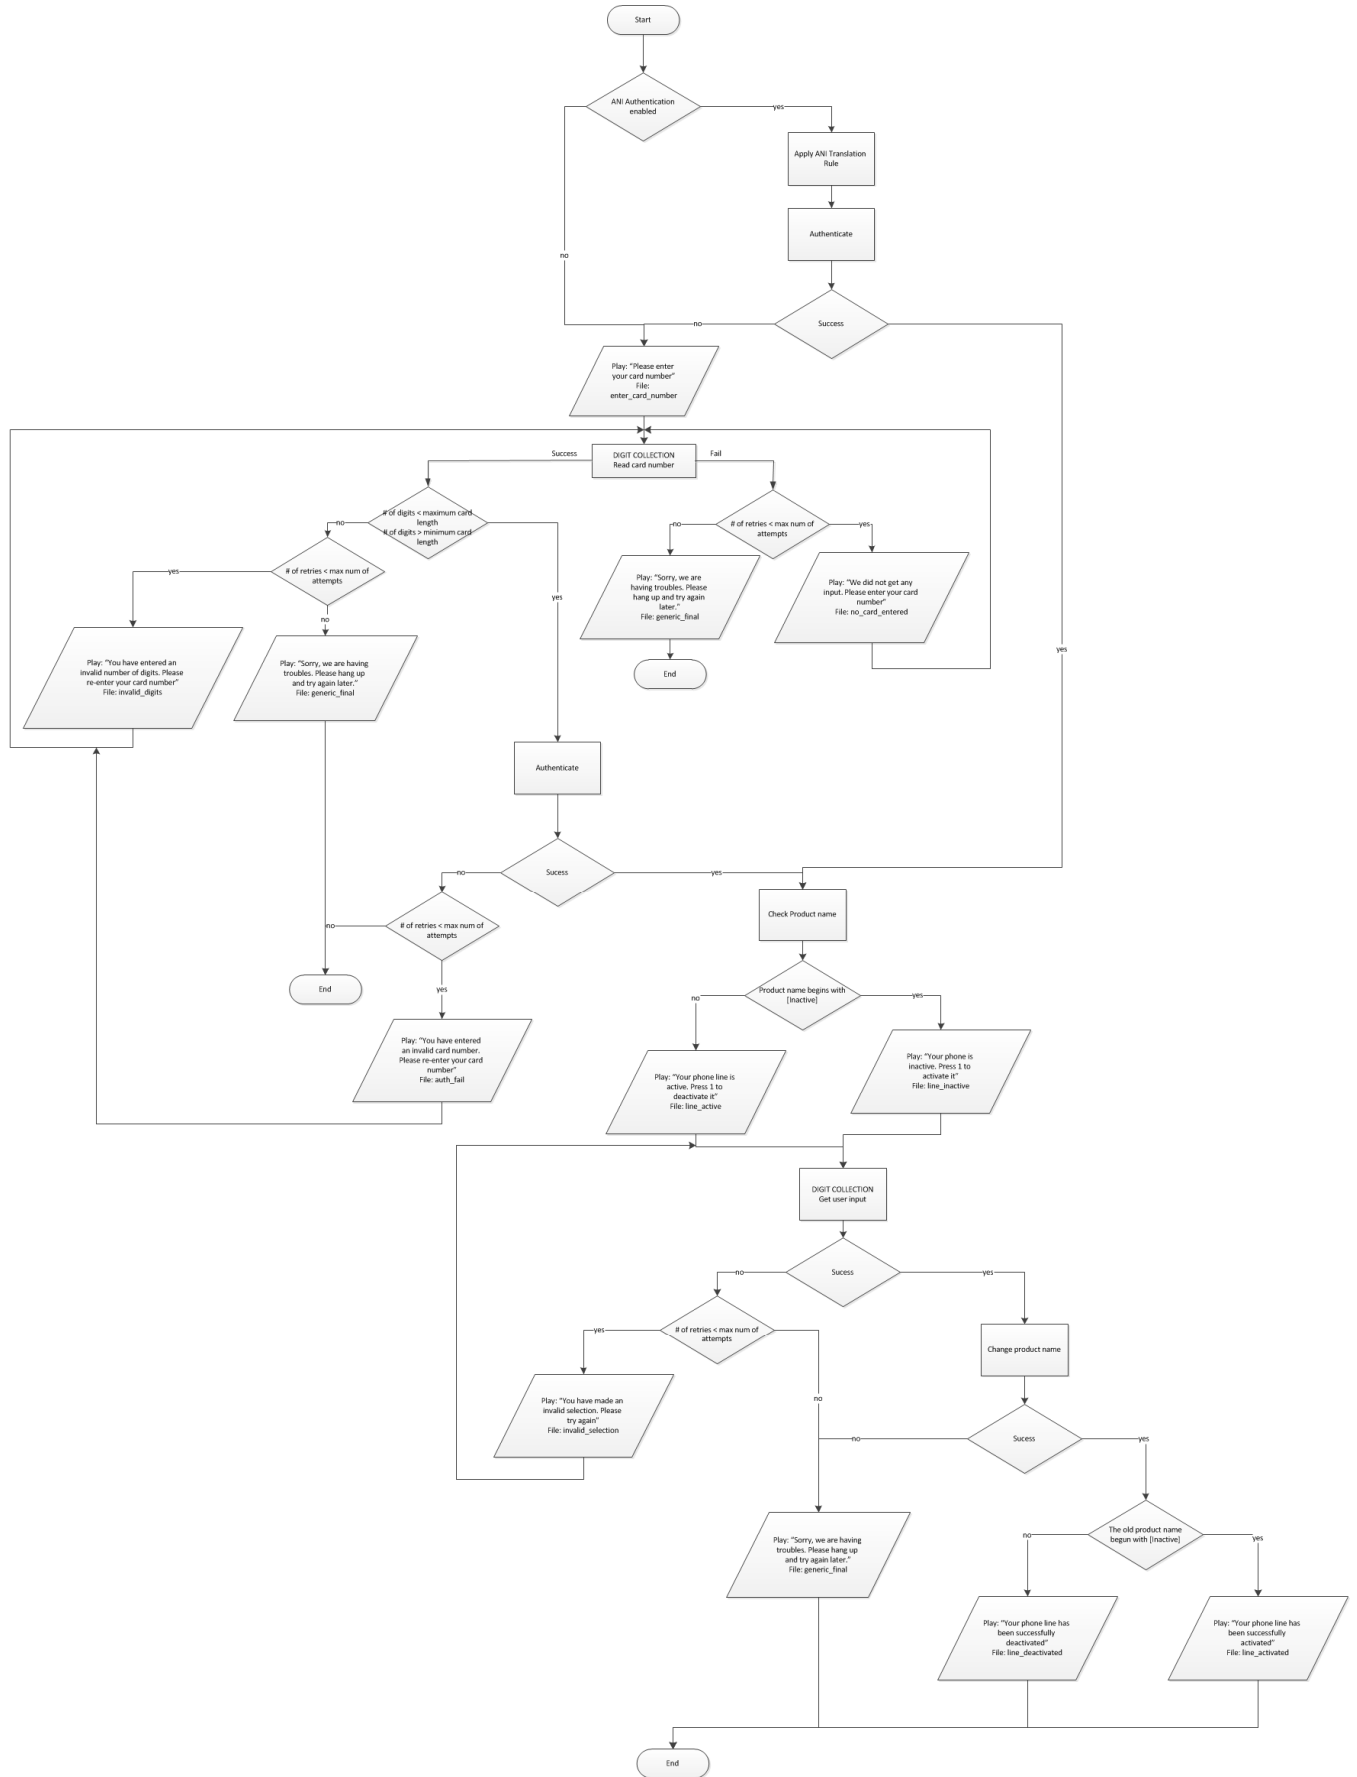 Start
ANI Authentication
enabled
yes
Apply ANI Translation
Rule
Authenticate
no
Success
no
Play: “Please enter
your card number”
File:
enter_card_number
Success
DIGIT COLLECTION
Read card number
Fail
# of digits < maximum card
length
# of digits > minimum card
length
no
# of retries < max num of
attempts
no
yes
# of retries < max num of
attempts
yes
no
yes
Play: “Sorry, we are
having troubles. Please
hang up and try again
later.”
File: generic_final
Play: “We did not get any
input. Please enter your card
number”
File: no_card_entered
Play: “You have entered an
invalid number of digits. Please
re-enter your card number”
File: invalid_digits
Play: “Sorry, we are having
troubles. Please hang up
and try again later.”
File: generic_final
End
yes
Authenticate
Sucess
no
yes
Check Product name
# of retries < max num of
attempts
no
End
yes
Product name begins with
[Inactive]
no
yes
Play: “You have entered
an invalid card number.
Please re-enter your card
number”
File: auth_fail
Play: “Your phone line is
active. Press 1 to
deactivate it”
File: line_active
Play: “Your phone is
inactive. Press 1 to
activate it”
File: line_inactive
DIGIT COLLECTION
Get user input
Sucess
no
yes
# of retries < max num of
attempts
yes
Change product name
no
Play: “You have made an
invalid selection. Please
try again”
File: invalid_selection
Sucess
no
yes
The old product name
begun with [Inactive]
no
yes
Play: “Sorry, we are having
troubles. Please hang up
and try again later.”
File: generic_final
Play: “Your phone line has
been successfully
deactivated”
File: line_deactivated
Play: “Your phone line has
been successfully
activated”
File: line_activated
End